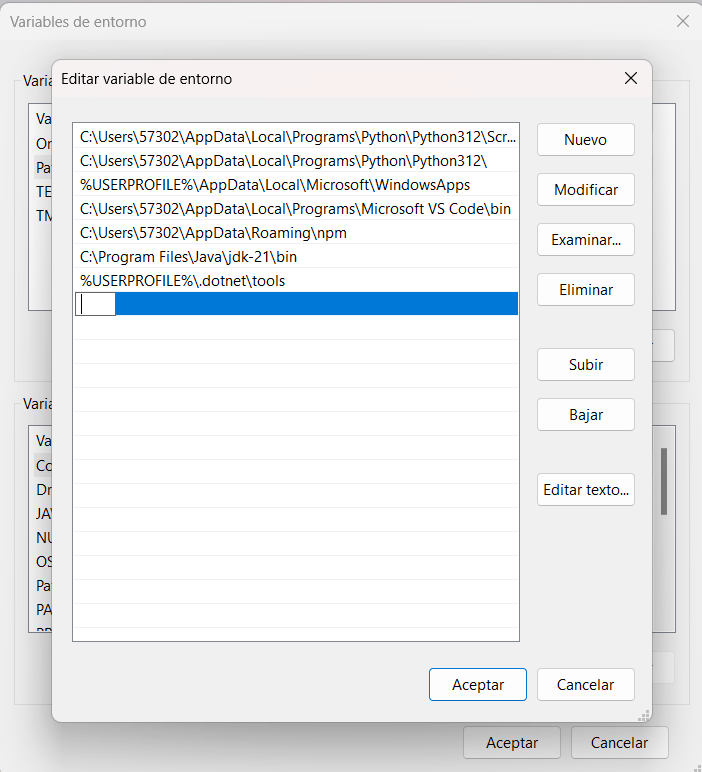 Variables de entorno
Editar variable de entorno
C:\Users\57302\AppData\Local\Programs\Python\Python312\Scr...
C:\Users\57302\AppData\Local\Programs\Python\Python312\
%USERPROFILE%\AppData\Local\Microsoft\WindowsApps
C:\Users\57302\AppData\Local\Programs\Microsoft VS Code\bin
C:\Users\57302\AppData\Roaming\npm
C:\Program Files\Java\jdk-21\bin
%USERPROFILE%\.dotnet\tools
Nuevo
Modificar
Examinar...
Eliminar
Subir
Bajar
Editar texto...
Aceptar
Cancelar
Varia
Va
On
Pa
TE
TM
Varia
Va
Co
Dr
JA
NU
OS
Pa
PA
Aceptar
Cancelar